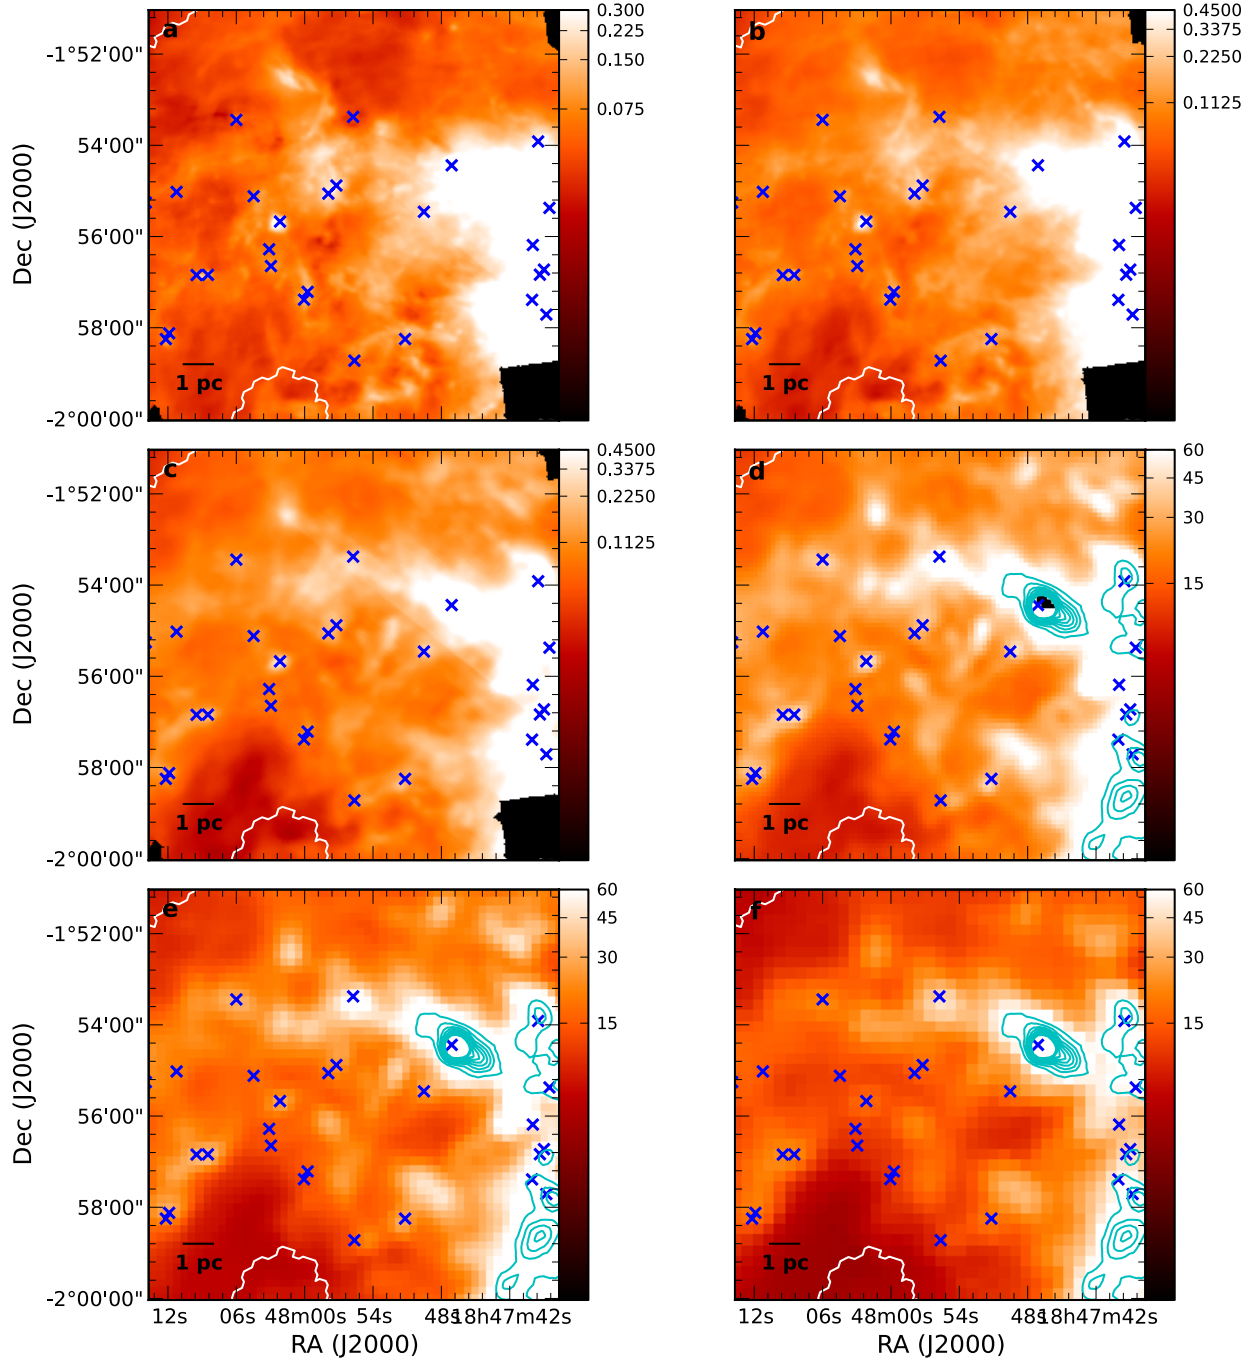 a
0.300
0.225
0.150
0.075
-1°52'00"
54'00"
56'00"
58'00"
-2°00'00"
Dec (J2000)
1 pc
b
0.4500
0.3375
0.2250
0.1125
1 pc
c
0.4500
0.3375
0.2250
0.1125
-1°52'00"
54'00"
56'00"
58'00"
-2°00'00"
Dec (J2000)
1 pc
d
60
45
30
15
1 pc
e
60
45
30
15
-1°52'00"
54'00"
56'00"
58'00"
-2°00'00"
Dec (J2000)
1 pc
12s 06s 48m00s 54s 48s 18h47m42s
RA (J2000)
f
60
45
30
15
1 pc
12s 06s 48m00s 54s 48s 18h47m42s
RA (J2000)